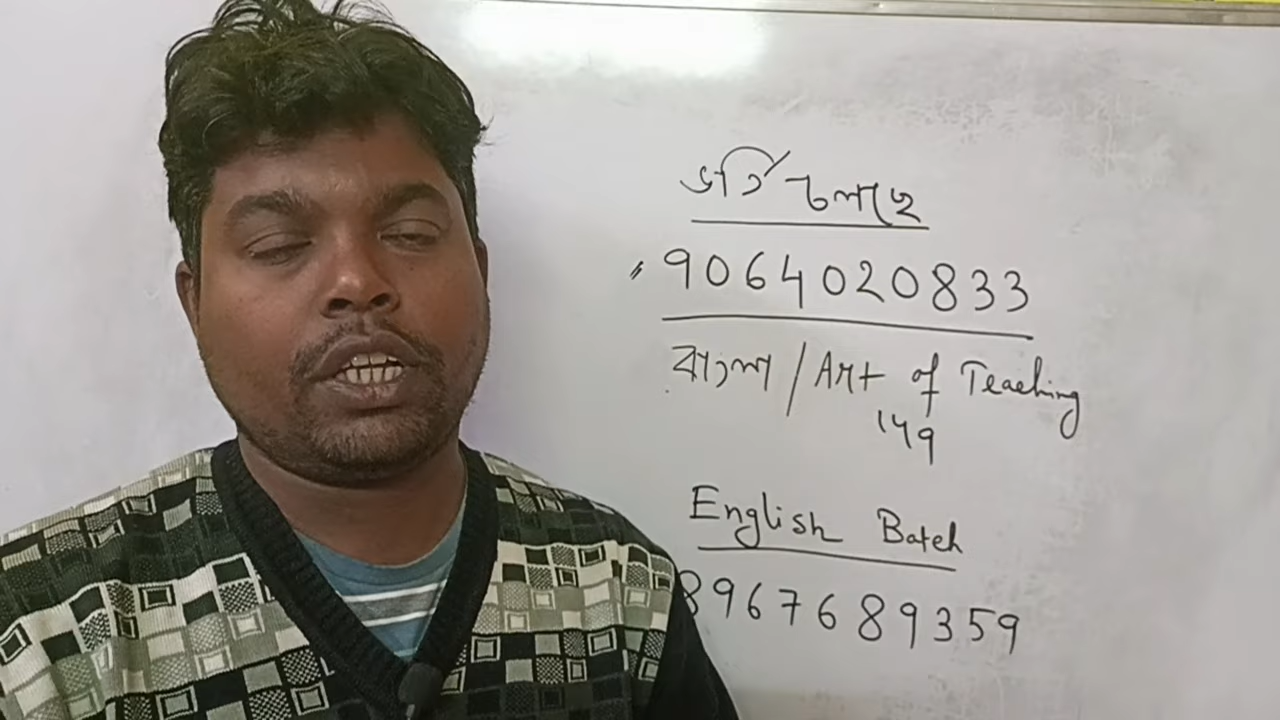 ভর্তি চলছে
" 9064020833
বাংলা / Art of Teaching
149
English Batch
8967689359